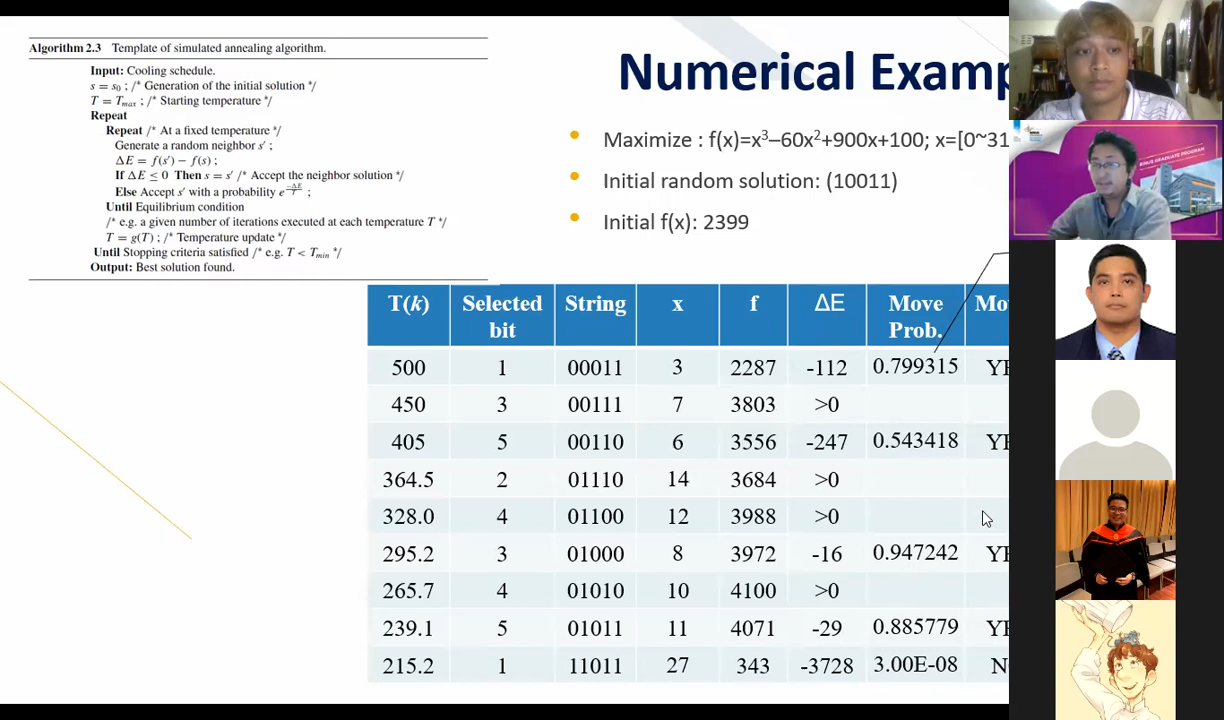 Algorithm 2.3 Template of simulated annealing algorithm.
Input: Cooling schedule.
s = s₀ ; /* Generation of the initial solution */
T = Tmax ; /* Starting temperature */
Repeat
Repeat /* At a fixed temperature */
Generate a random neighbor s′ ;
ΔE = f(s′) − f(s) ;
If ΔE ≤ 0 Then s = s′ /* Accept the neighbor solution */
Else Accept s′ with a probability e^(−ΔE/T) ;
Until Equilibrium condition
/* e.g. a given number of iterations executed at each temperature T */
T = g(T) ; /* Temperature update */
Until Stopping criteria satisfied /* e.g. T < Tmin */
Output: Best solution found.
Numerical Examp
• Maximize : f(x)=x³–60x²+900x+100; x=[0~31
• Initial random solution: (10011)
• Initial f(x): 2399
T(k) Selected bit String x f ΔE Move Prob. Mo
500 1 00011 3 2287 -112 0.799315 YE
450 3 00111 7 3803 >0
405 5 00110 6 3556 -247 0.543418 YE
364.5 2 01110 14 3684 >0
328.0 4 01100 12 3988 >0
295.2 3 01000 8 3972 -16 0.947242 YE
265.7 4 01010 10 4100 >0
239.1 5 01011 11 4071 -29 0.885779 YE
215.2 1 11011 27 343 -3728 3.00E-08 N
BINUS GRADUATE PROGRAM